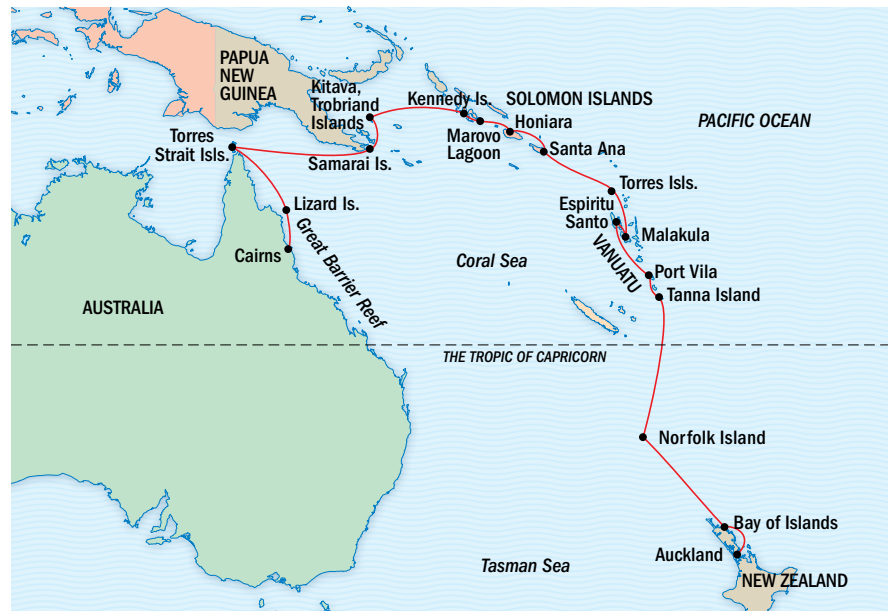 PAPUA
NEW
GUINEA
Kitava,
Trobriand
Islands
Kennedy Is.
SOLOMON ISLANDS
Honiara
PACIFIC OCEAN
Torres
Strait Isls.
Samarai Is.
Marovo
Lagoon
Santa Ana
Torres Isls.
Lizard Is.
Espiritu
Santo
Malakula
Cairns
Great Barrier Reef
Coral Sea
VANUATU
Port Vila
Tanna Island
AUSTRALIA
THE TROPIC OF CAPRICORN
Norfolk Island
Bay of Islands
Auckland
Tasman Sea
NEW ZEALAND